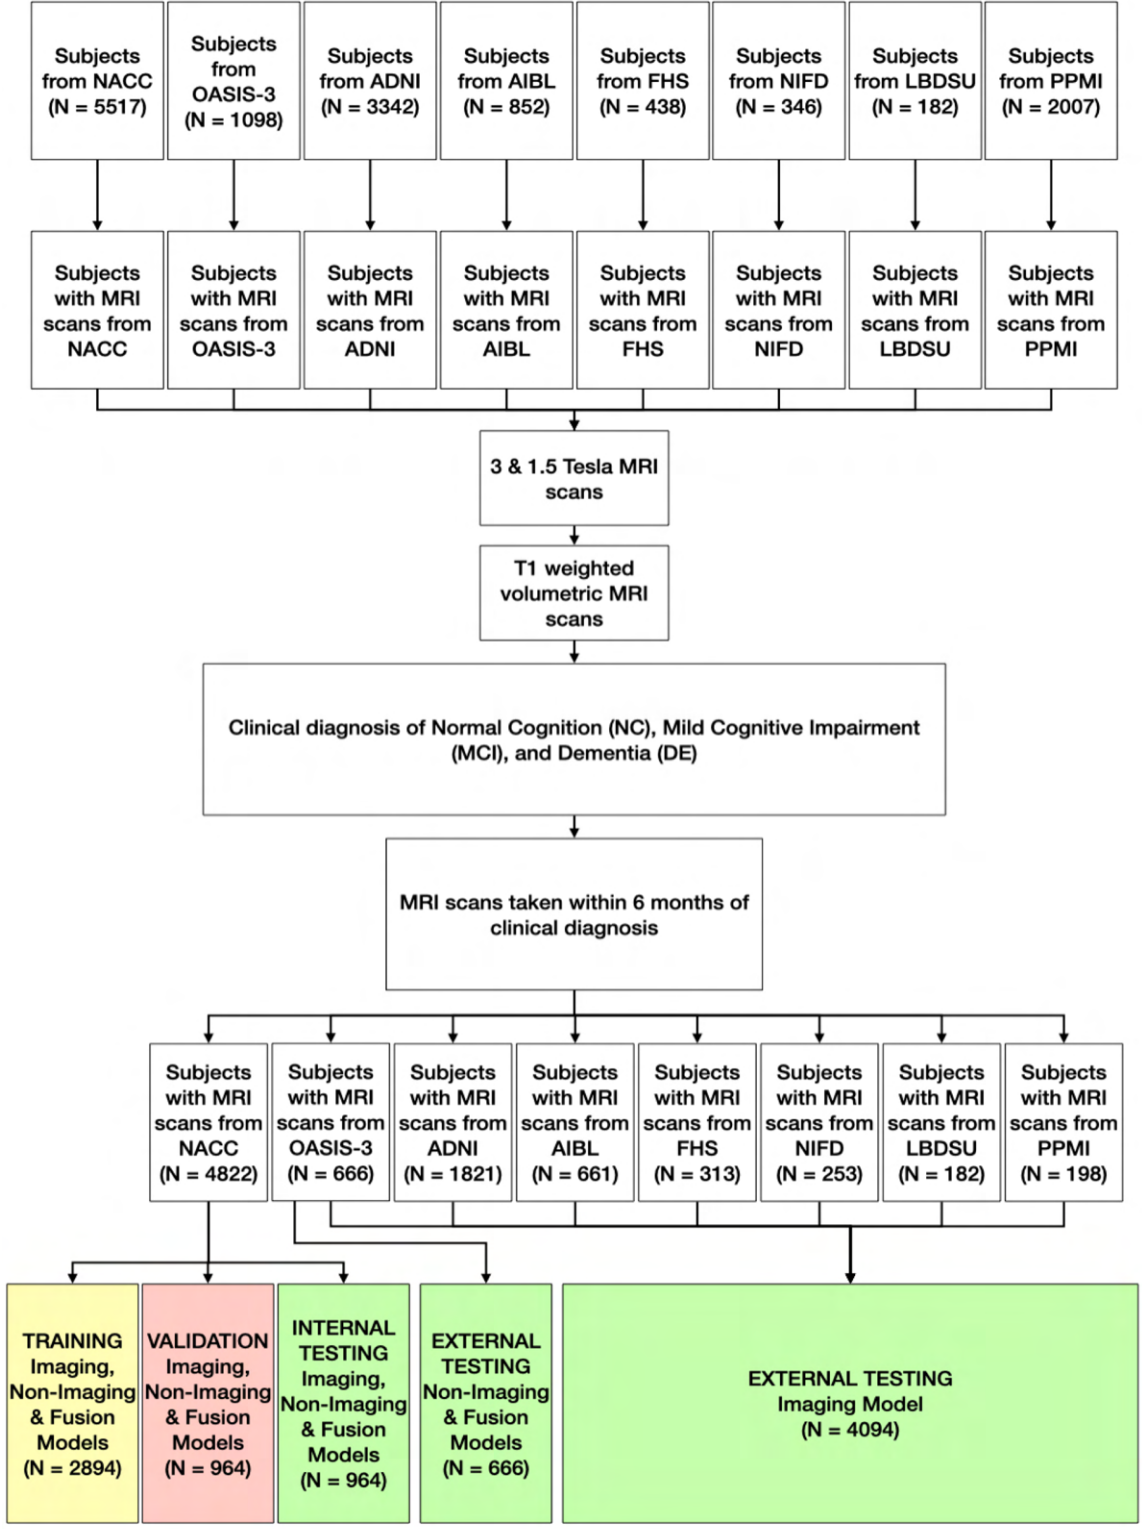 Subjects
from NACC
(N = 5517)
Subjects
from
OASIS-3
(N = 1098)
Subjects
from ADNI
(N = 3342)
Subjects
from AIBL
(N = 852)
Subjects
from FHS
(N = 438)
Subjects
from NIFD
(N = 346)
Subjects
from LBDSU
(N = 182)
Subjects
from PPMI
(N = 2007)
Subjects
with MRI
scans from
NACC
Subjects
with MRI
scans from
OASIS-3
Subjects
with MRI
scans from
ADNI
Subjects
with MRI
scans from
AIBL
Subjects
with MRI
scans from
FHS
Subjects
with MRI
scans from
NIFD
Subjects
with MRI
scans from
LBDSU
Subjects
with MRI
scans from
PPMI
3 & 1.5 Tesla MRI
scans
T1 weighted
volumetric MRI
scans
Clinical diagnosis of Normal Cognition (NC), Mild Cognitive Impairment
(MCI), and Dementia (DE)
MRI scans taken within 6 months of
clinical diagnosis
Subjects
with MRI
scans from
NACC
(N = 4822)
Subjects
with MRI
scans from
OASIS-3
(N = 666)
Subjects
with MRI
scans from
ADNI
(N = 1821)
Subjects
with MRI
scans from
AIBL
(N = 661)
Subjects
with MRI
scans from
FHS
(N = 313)
Subjects
with MRI
scans from
NIFD
(N = 253)
Subjects
with MRI
scans from
LBDSU
(N = 182)
Subjects
with MRI
scans from
PPMI
(N = 198)
TRAINING
Imaging,
Non-Imaging
& Fusion
Models
(N = 2894)
VALIDATION
Imaging,
Non-Imaging
& Fusion
Models
(N = 964)
INTERNAL
TESTING
Imaging,
Non-Imaging
& Fusion
Models
(N = 964)
EXTERNAL
TESTING
Non-Imaging
& Fusion
Models
(N = 666)
EXTERNAL TESTING
Imaging Model
(N = 4094)